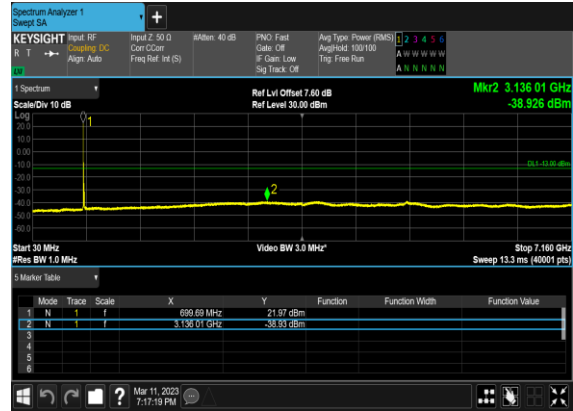 Spectrum Analyzer 1
Swept SA
+
KEYSIGHT Input: RF Input Z: 50 Ω #Atten: 40 dB PNO: Fast Avg Type: Power (RMS) 1 2 3 4 5 6
R T Coupling: DC Corr CCorr Gate: Off Avg|Hold: 100/100 A W W W W W
Align: Auto Freq Ref: Int (S) IF Gain: Low Trig: Free Run
Sig Track: Off A N N N N N
1 Spectrum
Ref Lvl Offset 7.60 dB Mkr2 3.136 01 GHz
Scale/Div 10 dB Ref Level 30.00 dBm -38.926 dBm
Log
20.0
10.0
0.00
-10.0
-20.0
-30.0
-40.0
-50.0
-60.0
1
DL1 -13.00 dBm
2
Start 30 MHz Video BW 3.0 MHz* Stop 7.160 GHz
#Res BW 1.0 MHz Sweep 13.3 ms (40001 pts)
5 Marker Table
Mode Trace Scale X Y Function Function Width Function Value
1 N 1 f 699.69 MHz 21.97 dBm
2 N 1 f 3.136 01 GHz -38.93 dBm
3
4
5
6
? Mar 11, 2023
7:17:19 PM